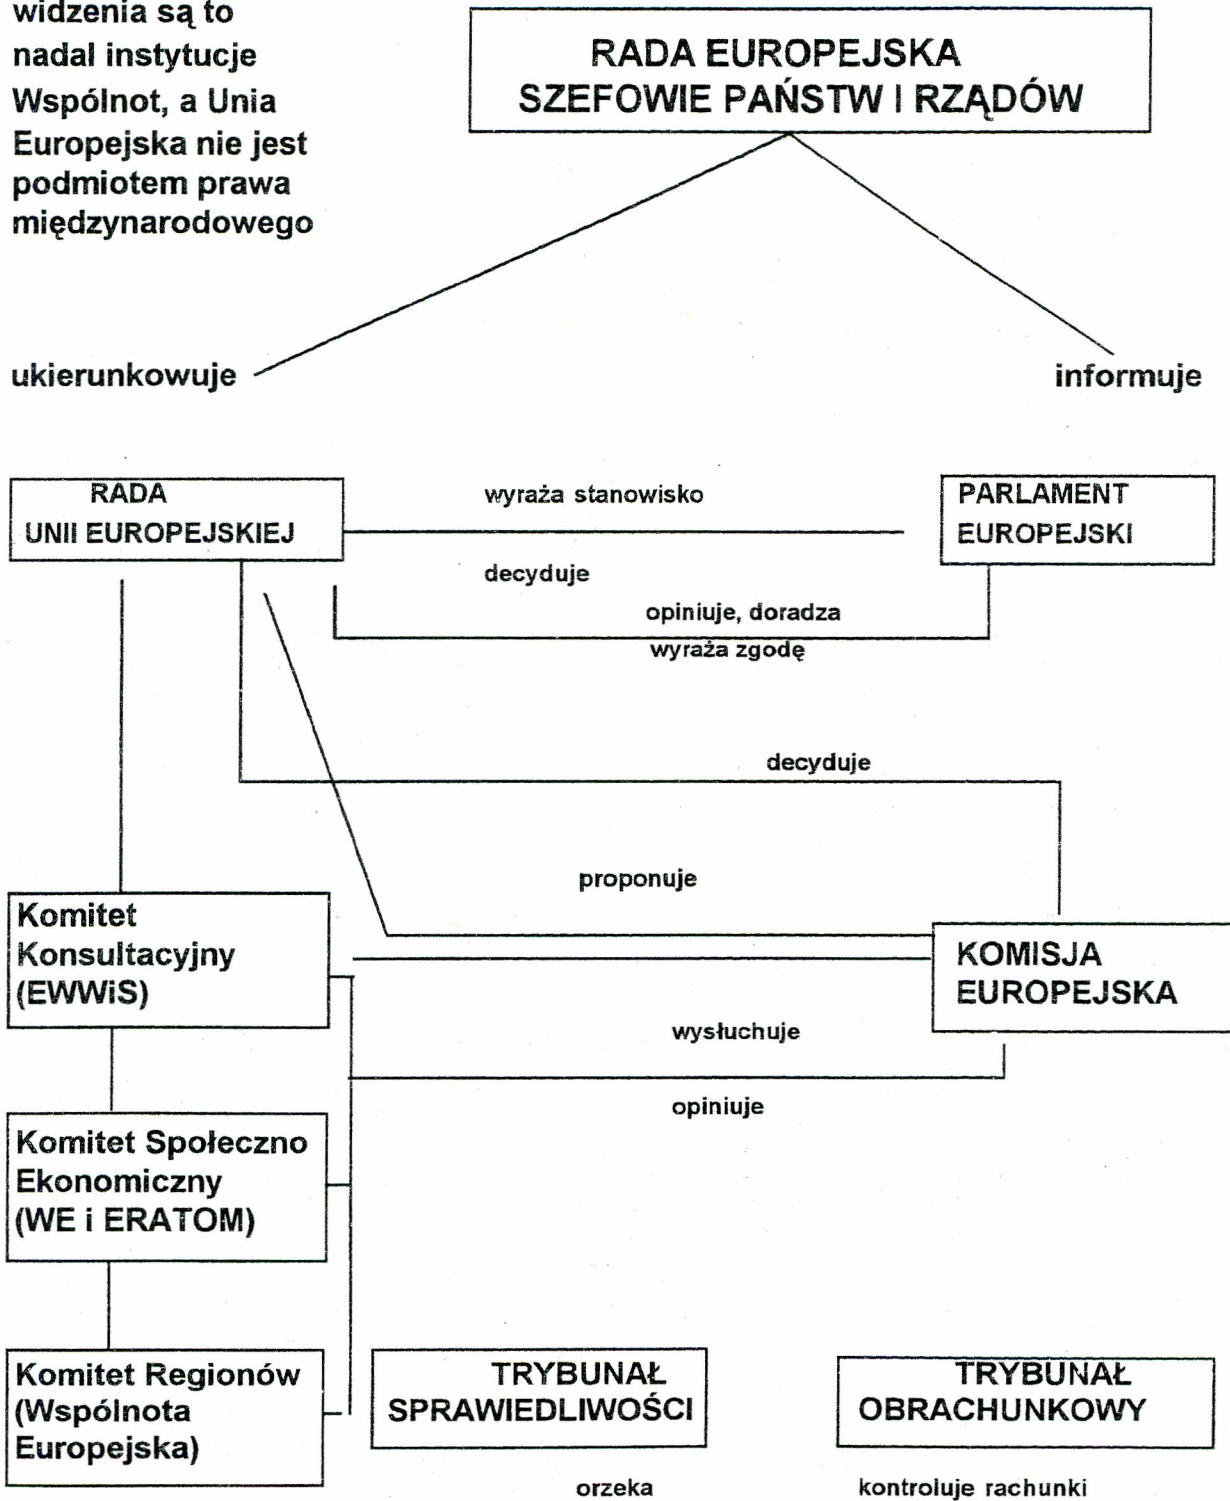 widzenia są to
nadal instytucje
Wspólnot, a Unia
Europejska nie jest
podmiotem prawa
międzynarodowego
RADA EUROPEJSKA
SZEFOWIE PAŃSTW I RZĄDÓW
ukierunkowuje
informuje
RADA
UNII EUROPEJSKIEJ
wyraża stanowisko
decyduje
PARLAMENT
EUROPEJSKI
opiniuje, doradza
wyraża zgodę
decyduje
proponuje
Komitet
Konsultacyjny
(EWWiS)
KOMISJA
EUROPEJSKA
wysłuchuje
opiniuje
Komitet Społeczno
Ekonomiczny
(WE i ERATOM)
Komitet Regionów
(Wspólnota
Europejska)
TRYBUNAŁ
SPRAWIEDLIWOŚCI
orzeka
TRYBUNAŁ
OBRACHUNKOWY
kontroluje rachunki